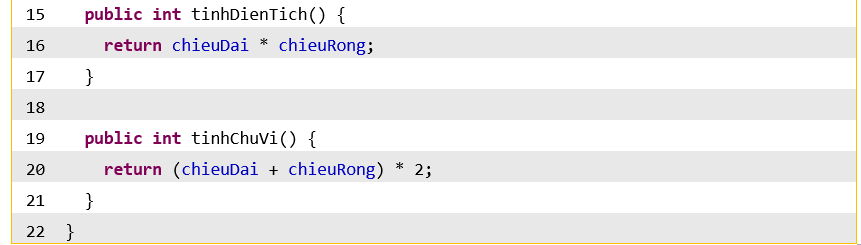 15 public int tinhDienTich() {
16 return chieuDai * chieuRong;
17 }
18
19 public int tinhChuVi() {
20 return (chieuDai + chieuRong) * 2;
21 }
22 }